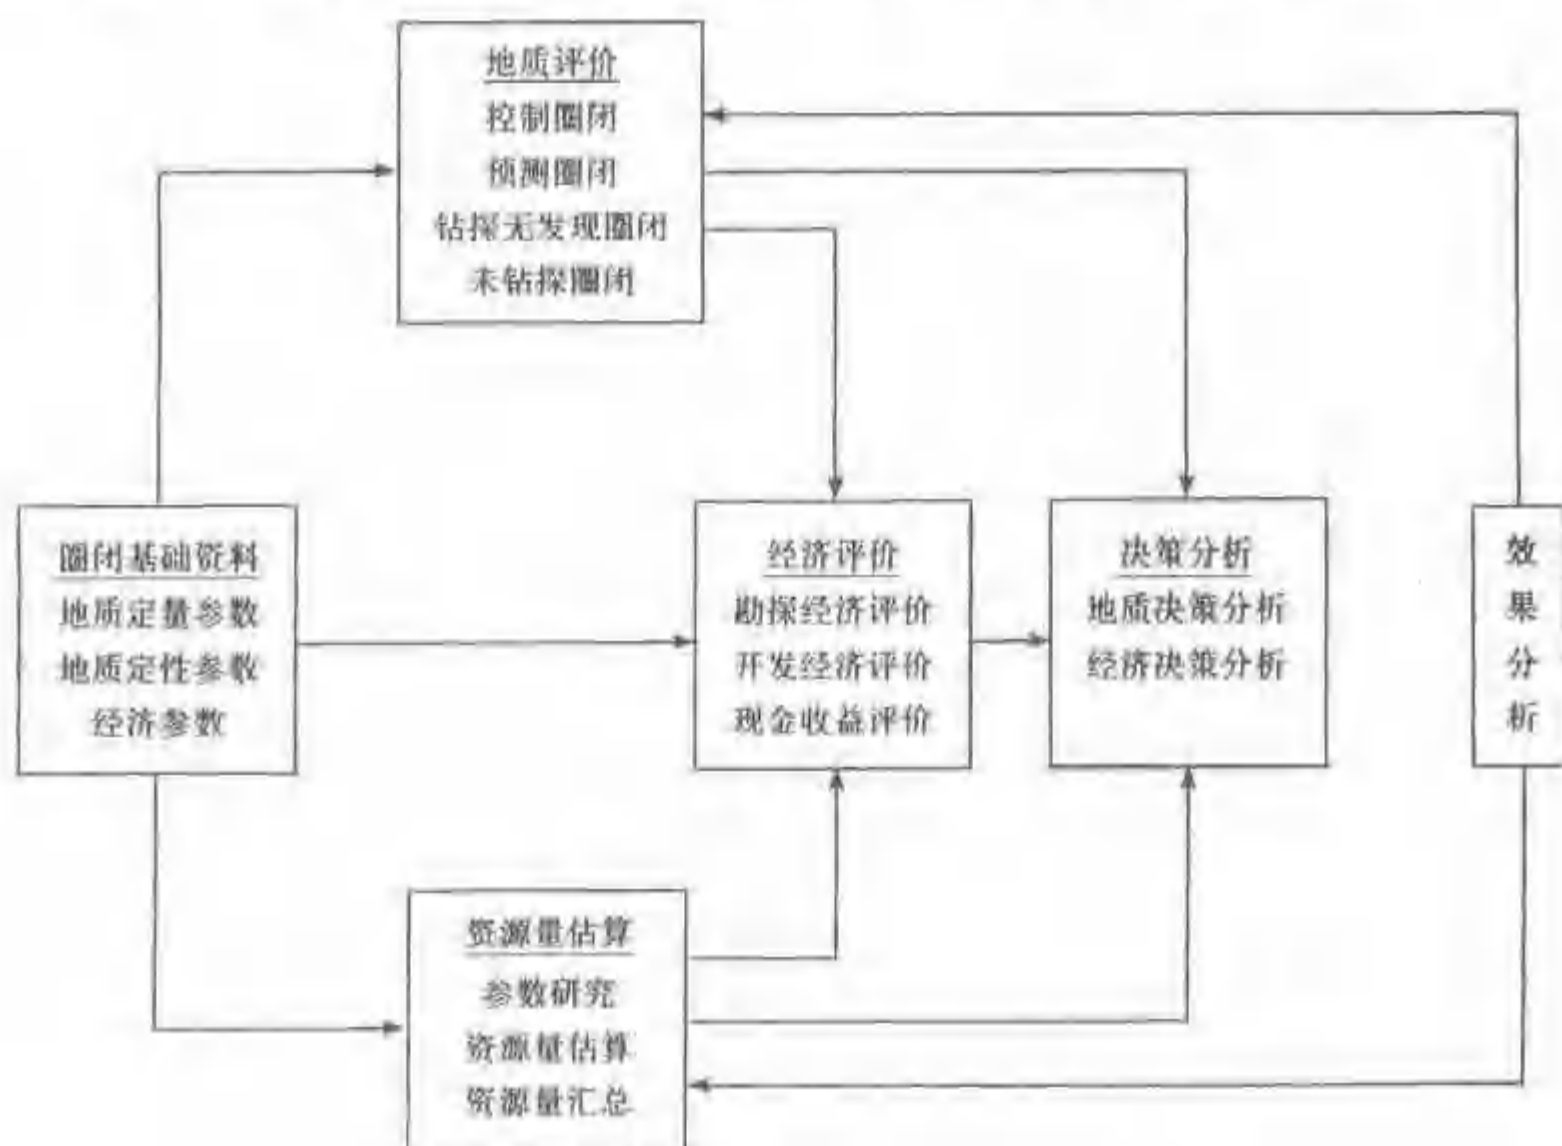 地质评价
控制圈闭
预测圈闭
钻探无发现圈闭
未钻探圈闭
圈闭基础资料
地质定量参数
地质定性参数
经济参数
经济评价
勘探经济评价
开发经济评价
现金收益评价
决策分析
地质决策分析
经济决策分析
效
果
分
析
资源量估算
参数研究
资源量估算
资源量汇总